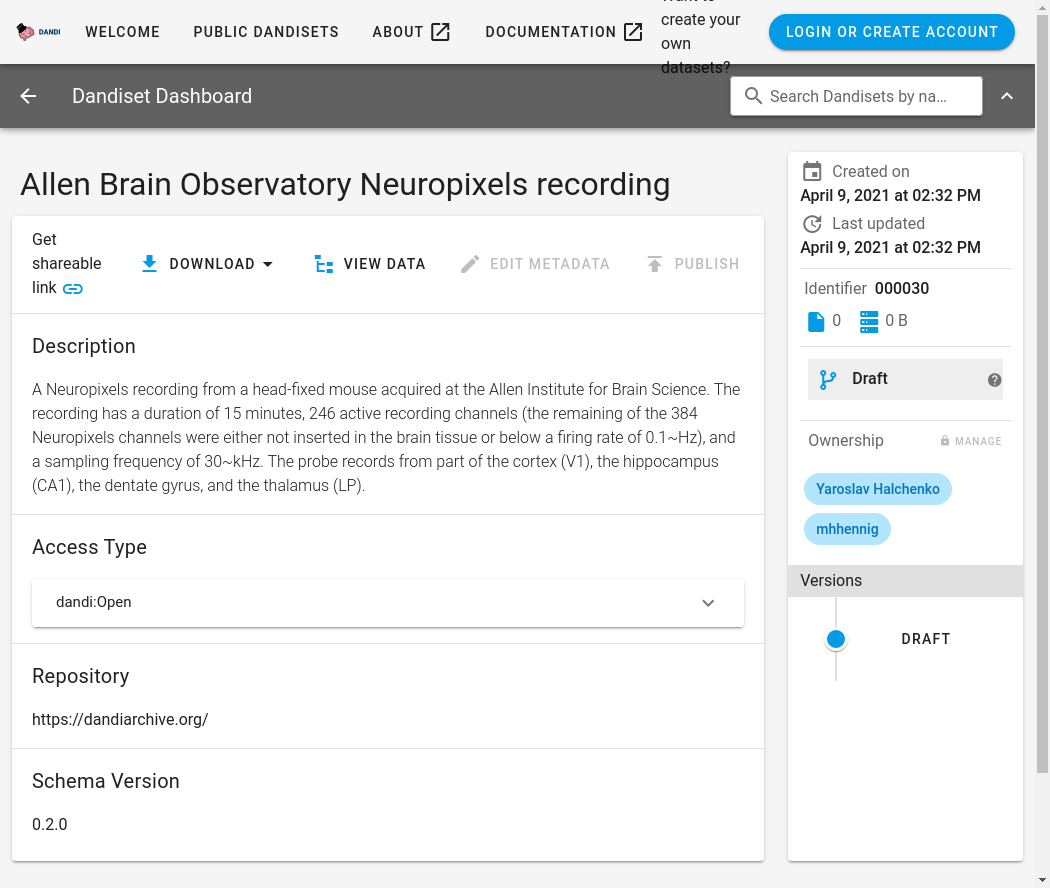 DANDI
WELCOME
PUBLIC DANDISETS
ABOUT
DOCUMENTATION
create your
own
datasets?
LOGIN OR CREATE ACCOUNT
Dandiset Dashboard
Search Dandisets by na...
Allen Brain Observatory Neuropixels recording
Get
shareable
link
DOWNLOAD
VIEW DATA
EDIT METADATA
PUBLISH
Description
A Neuropixels recording from a head-fixed mouse acquired at the Allen Institute for Brain Science. The
recording has a duration of 15 minutes, 246 active recording channels (the remaining of the 384
Neuropixels channels were either not inserted in the brain tissue or below a firing rate of 0.1~Hz), and
a sampling frequency of 30~kHz. The probe records from part of the cortex (V1), the hippocampus
(CA1), the dentate gyrus, and the thalamus (LP).
Access Type
dandi:Open
Repository
https://dandiarchive.org/
Schema Version
0.2.0
Created on
April 9, 2021 at 02:32 PM
Last updated
April 9, 2021 at 02:32 PM
Identifier 000030
0 0 B
Draft
Ownership MANAGE
Yaroslav Halchenko
mhhennig
Versions
DRAFT